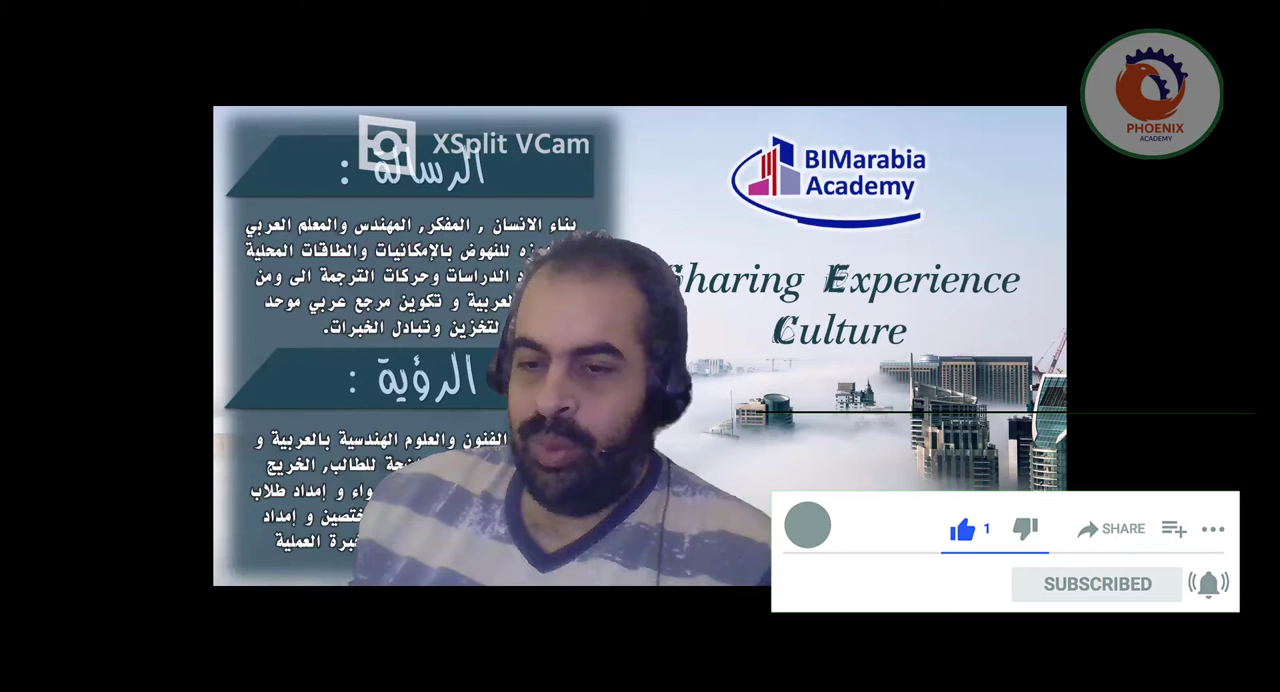 PHOENIX
ACADEMY
XSplit VCam
الرسالة :
بناء الانسان , المفكر, المهندس والمعلم العربي
للنهوض بالإمكانيات والطاقات المحلية
الدراسات وحركات الترجمة الى ومن
و تكوين مرجع عربي موحد
لتخزين وتبادل الخبرات.
الرؤية :
الفنون والعلوم الهندسية بالعربية و
للطالب, الخريج
و إمداد طلاب
و إمداد
العملية
BIMarabia
Academy
Sharing Experience
Culture
1
SHARE
SUBSCRIBED